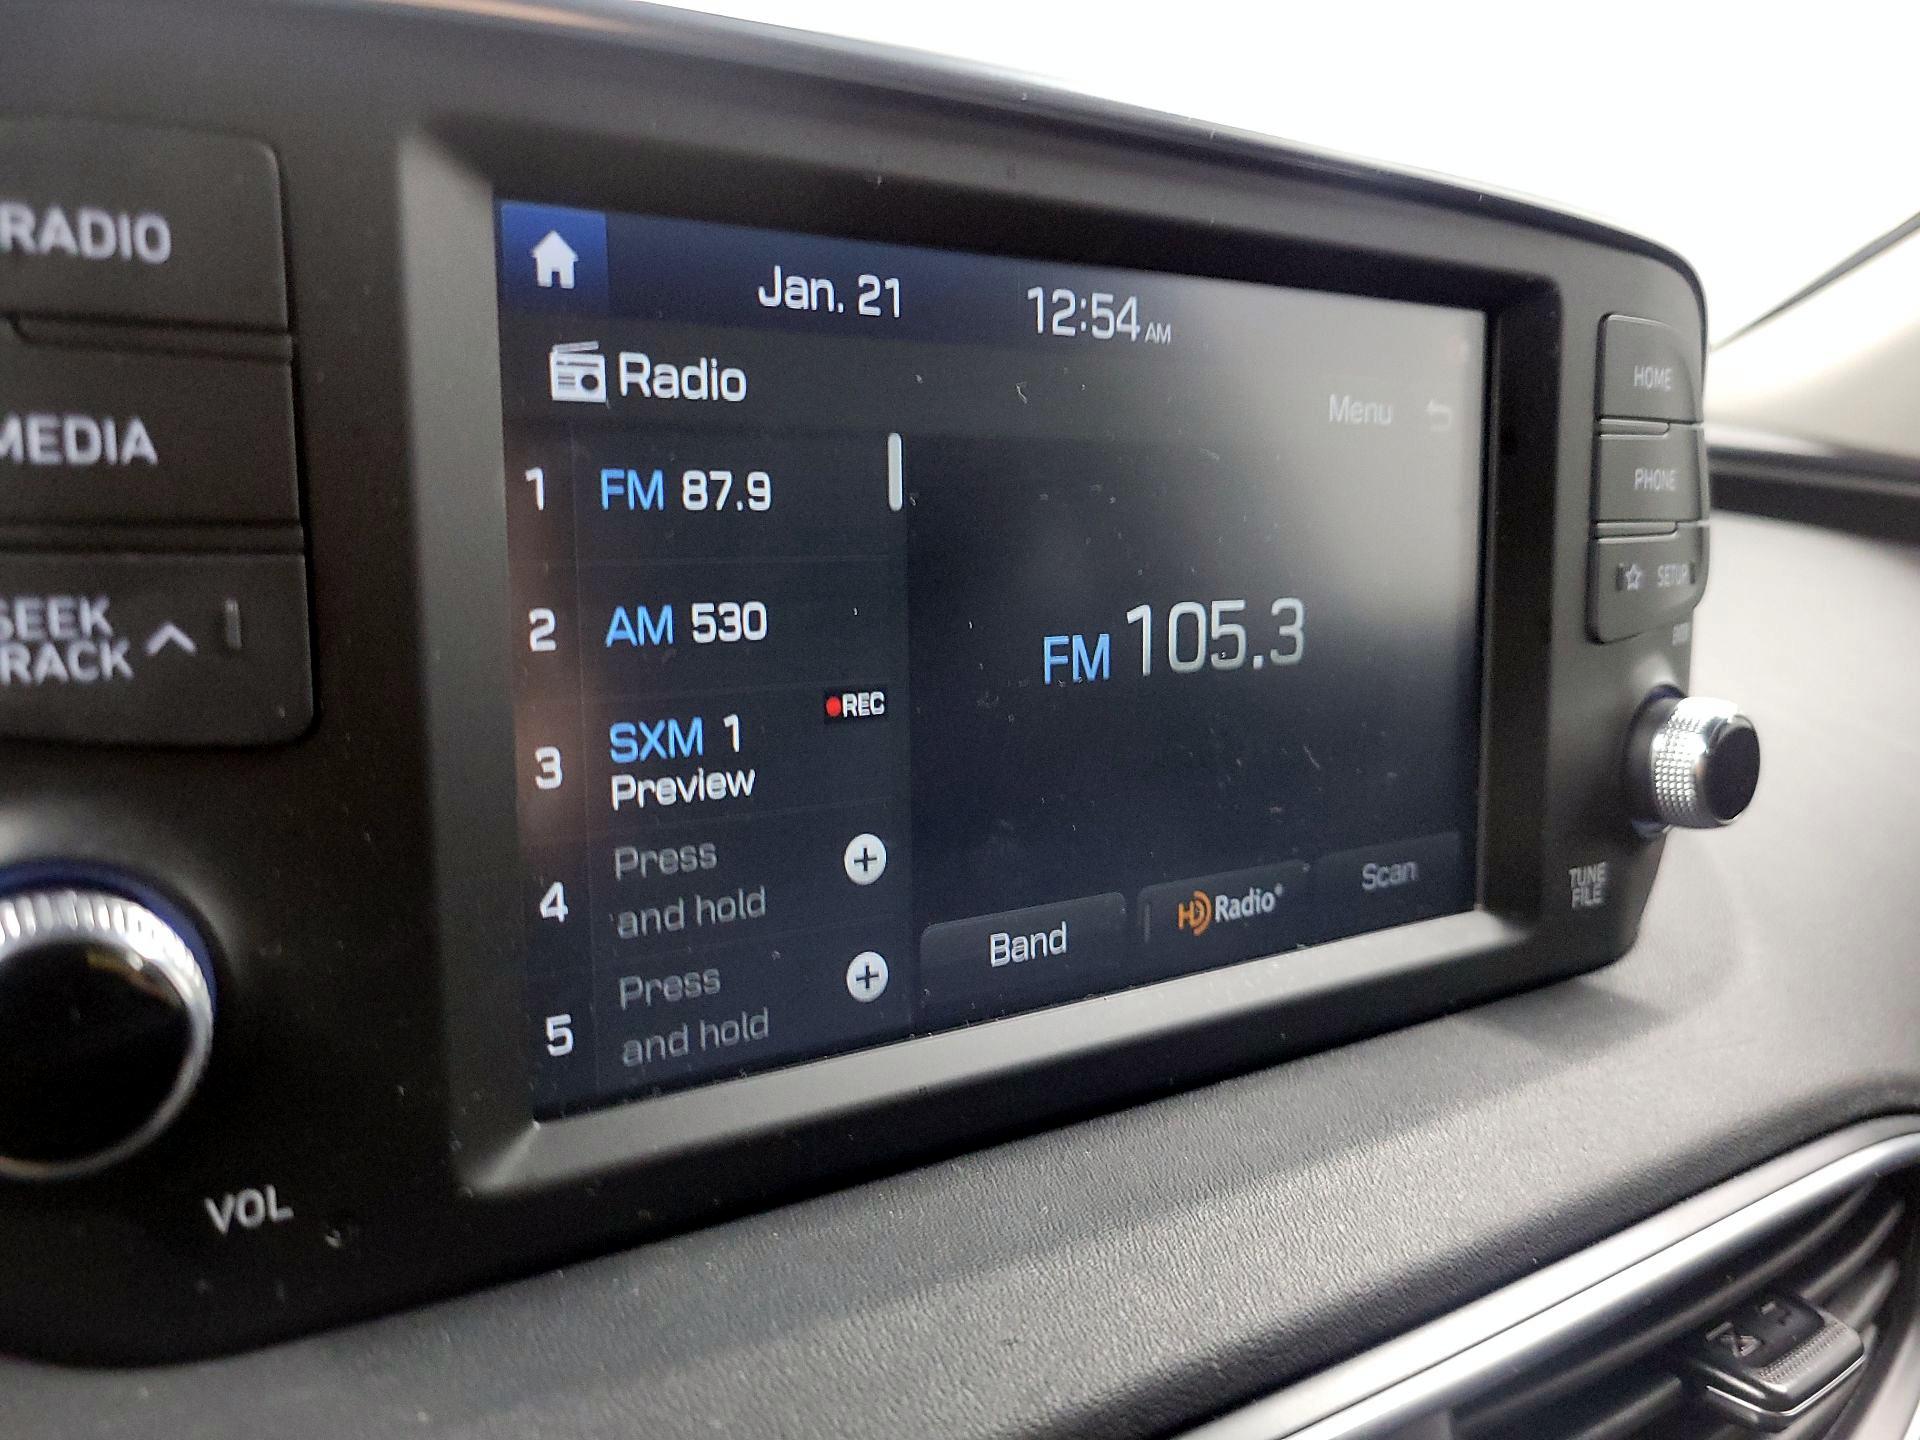 RADIO
MEDIA
SEEK
TRACK
VOL
Jan. 21 12:54 AM
Radio
Menu
1 FM 87.9
2 AM 530
REC
3 SXM 1
Preview
4 Press
and hold
5 Press
and hold
FM 105.3
Band
HD Radio®
Scan
HOME
PHONE
SETUP
TUNE
FILE